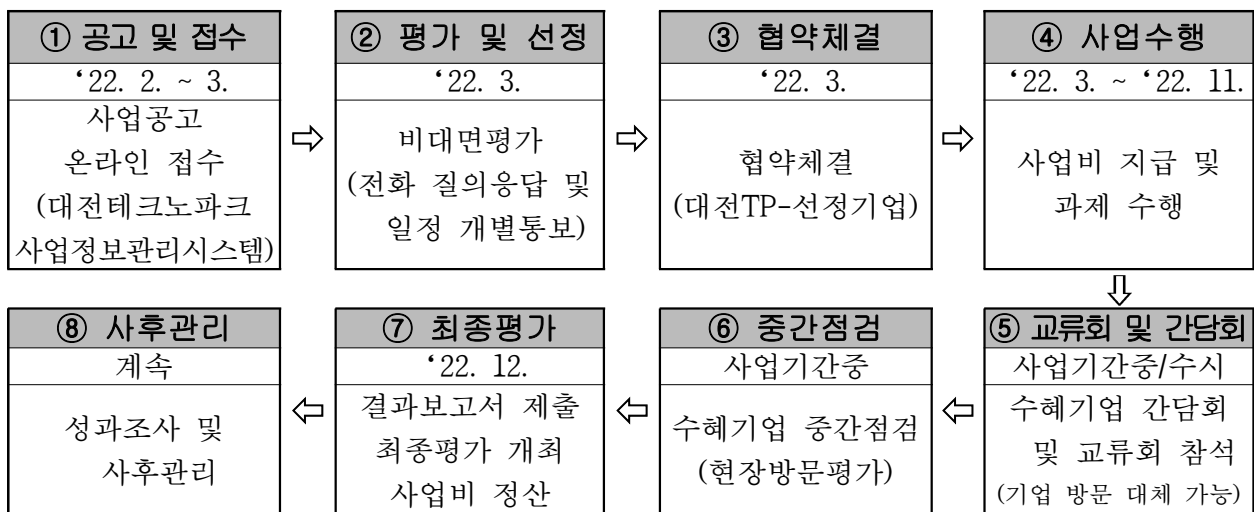 ① 공고 및 접수
‘22. 2. ~ 3.
사업공고
온라인 접수
(대전테크노파크
사업정보관리시스템)
⇨
② 평가 및 선정
‘22. 3.
비대면평가
(전화 질의응답 및
일정 개별통보)
⇨
③ 협약체결
‘22. 3.
협약체결
(대전TP-선정기업)
⇨
④ 사업수행
‘22. 3. ~ ‘22. 11.
사업비 지급 및
과제 수행
⇩
⑤ 교류회 및 간담회
사업기간중/수시
수혜기업 간담회
및 교류회 참석
(기업 방문 대체 가능)
⇦
⑥ 중간점검
사업기간중
수혜기업 중간점검
(현장방문평가)
⇦
⑦ 최종평가
‘22. 12.
결과보고서 제출
최종평가 개최
사업비 정산
⇦
⑧ 사후관리
계속
성과조사 및
사후관리